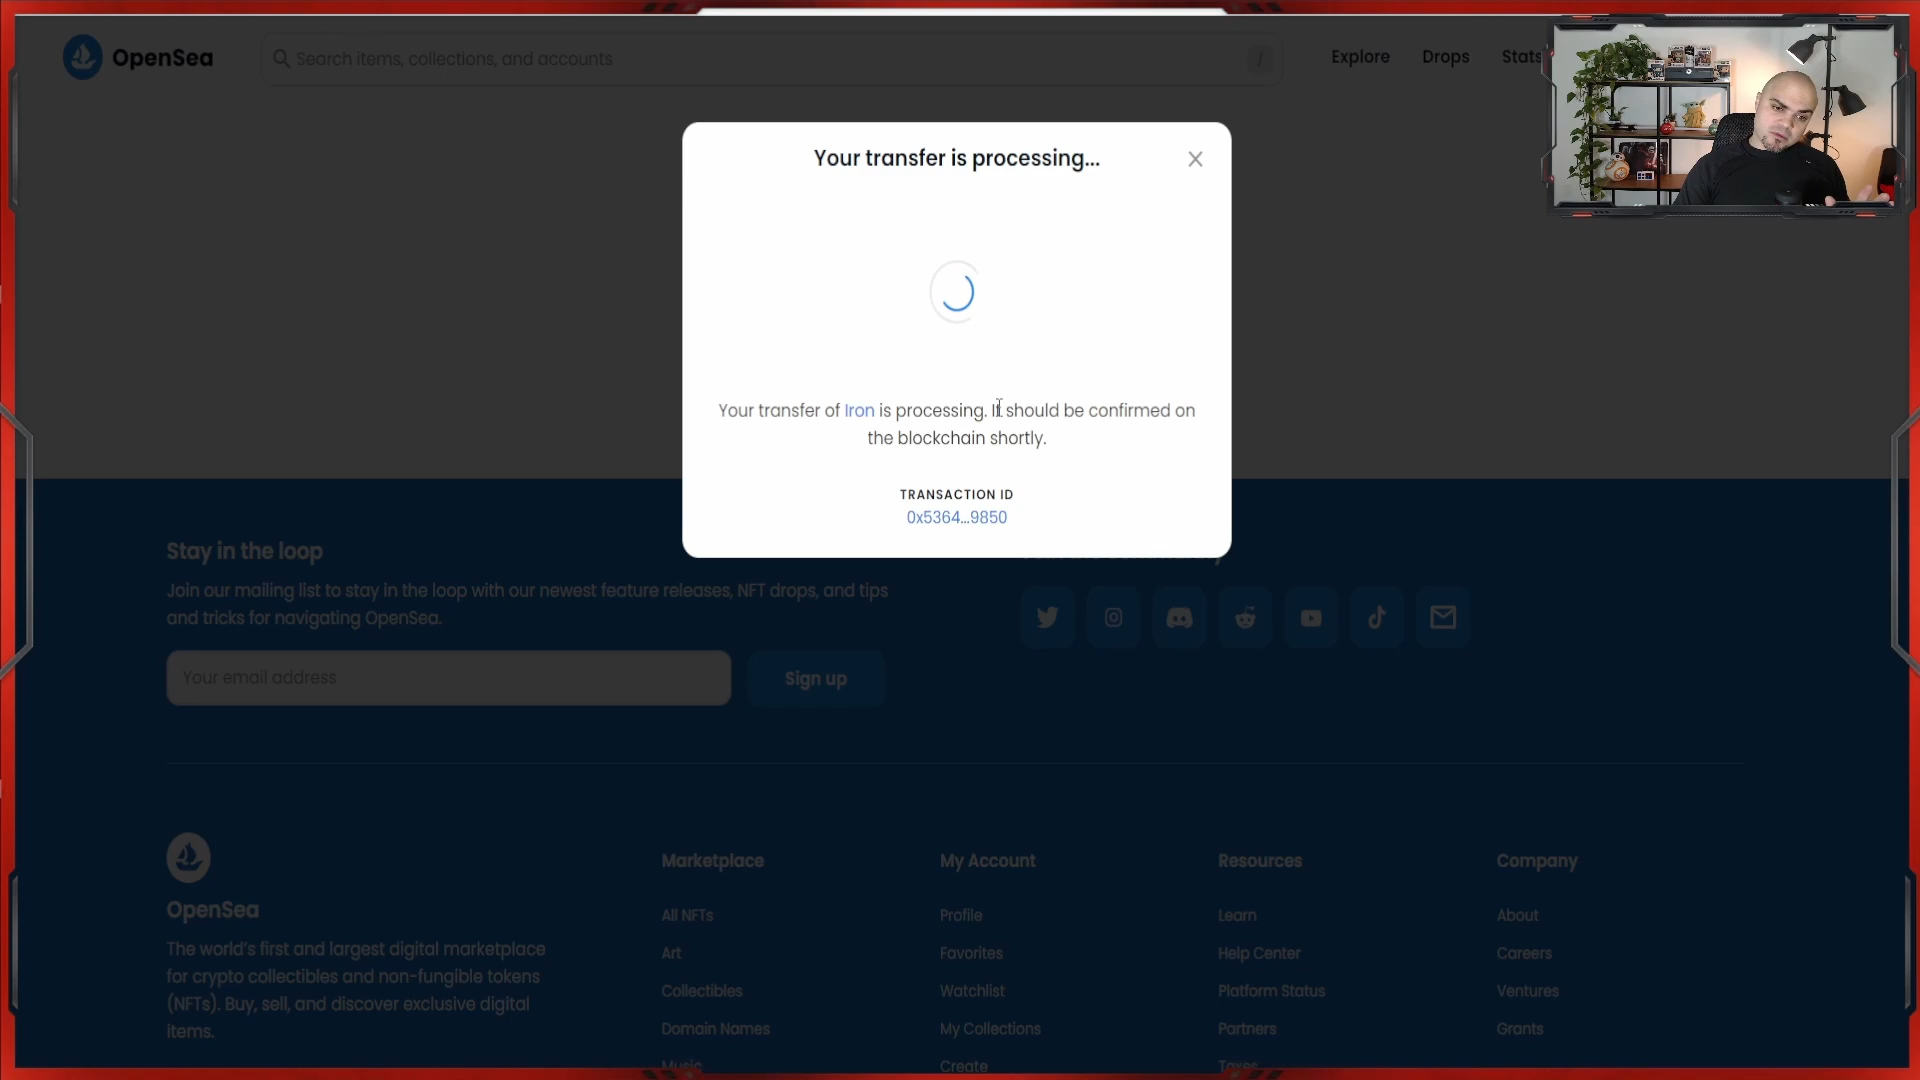 OpenSea
Search items, collections, and accounts
/
Explore
Drops
Stats
Your transfer is processing...
Your transfer of Iron is processing. It should be confirmed on
the blockchain shortly.
TRANSACTION ID
0x5364...9850
Stay in the loop
Join our mailing list to stay in the loop with our newest feature releases, NFT drops, and tips
and tricks for navigating OpenSea.
Your email address
Sign up
OpenSea
The world's first and largest digital marketplace
for crypto collectibles and non-fungible tokens
(NFTs). Buy, sell, and discover exclusive digital
items.
Marketplace
All NFTs
Art
Collectibles
Domain Names
Music
My Account
Profile
Favorites
Watchlist
My Collections
Create
Resources
Learn
Help Center
Platform Status
Partners
Taxes
Company
About
Careers
Ventures
Grants